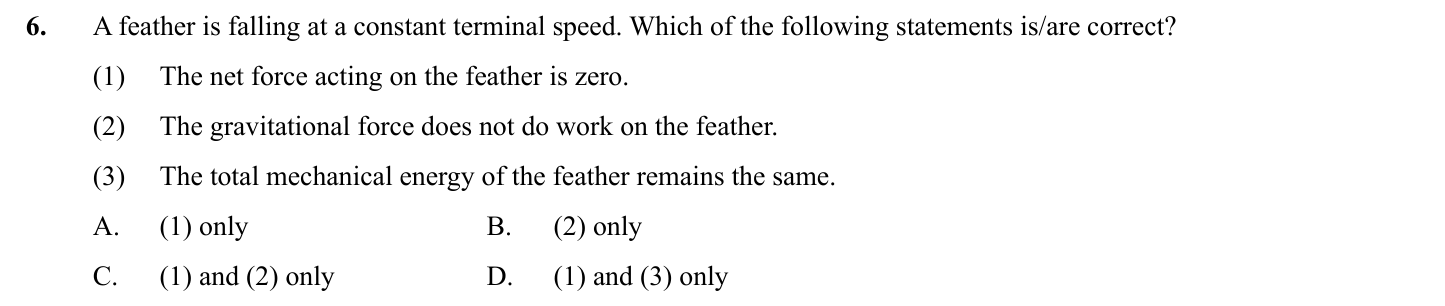 6. A feather is falling at a constant terminal speed. Which of the following statements is/are correct?
(1) The net force acting on the feather is zero.
(2) The gravitational force does not do work on the feather.
(3) The total mechanical energy of the feather remains the same.
A. (1) only B. (2) only
C. (1) and (2) only D. (1) and (3) only